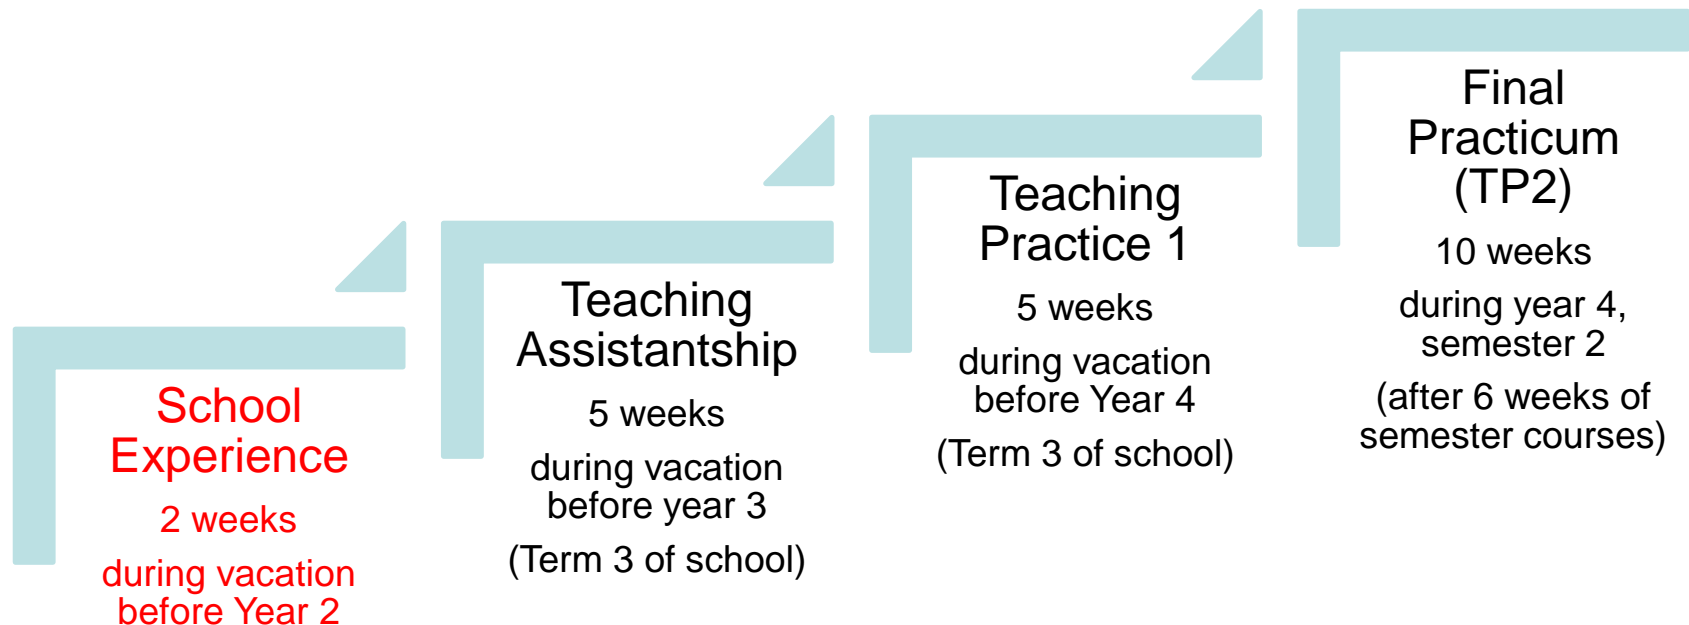 School
Experience
2 weeks
during vacation
before Year 2
Teaching
Assistantship
5 weeks
during vacation
before year 3
(Term 3 of school)
Teaching
Practice 1
5 weeks
during vacation
before Year 4
(Term 3 of school)
Final
Practicum
(TP2)
10 weeks
during year 4,
semester 2
(after 6 weeks of
semester courses)